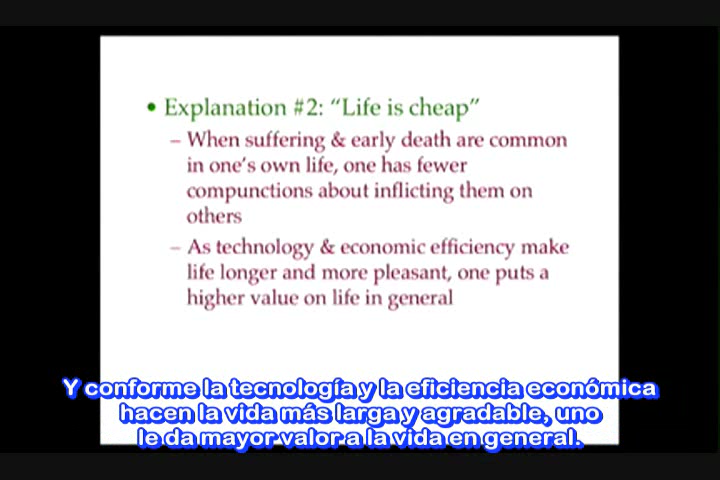 • Explanation #2: “Life is cheap”
– When suffering & early death are common
in one’s own life, one has fewer
compunctions about inflicting them on
others
– As technology & economic efficiency make
life longer and more pleasant, one puts a
higher value on life in general
Y conforme la tecnología y la eficiencia económica
hacen la vida más larga y agradable, uno
le da mayor valor a la vida en general.